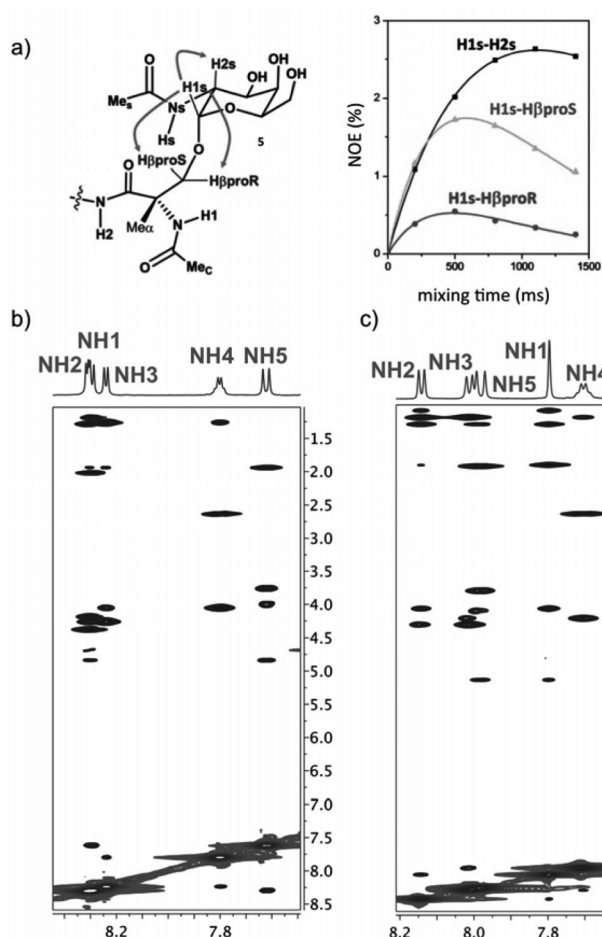 a)
H2s
OH
OH
O
H1s
OH
Me_s
Ns
O
Hs
5
O
HβproS
O
HβproR
N
H1
H2
Meα
N
O
Me_C
NOE (%)
3
2
1
0
H1s-H2s
H1s-HβproS
H1s-HβproR
0 500 1000 1500
mixing time (ms)
b)
NH1
NH2
NH3
NH4
NH5
1.5
2.0
2.5
3.0
3.5
4.0
4.5
5.0
5.5
6.0
6.5
7.0
7.5
8.0
8.5
8.2 7.8
c)
NH1
NH2
NH3
NH5
NH4
8.2 8.0 7.8